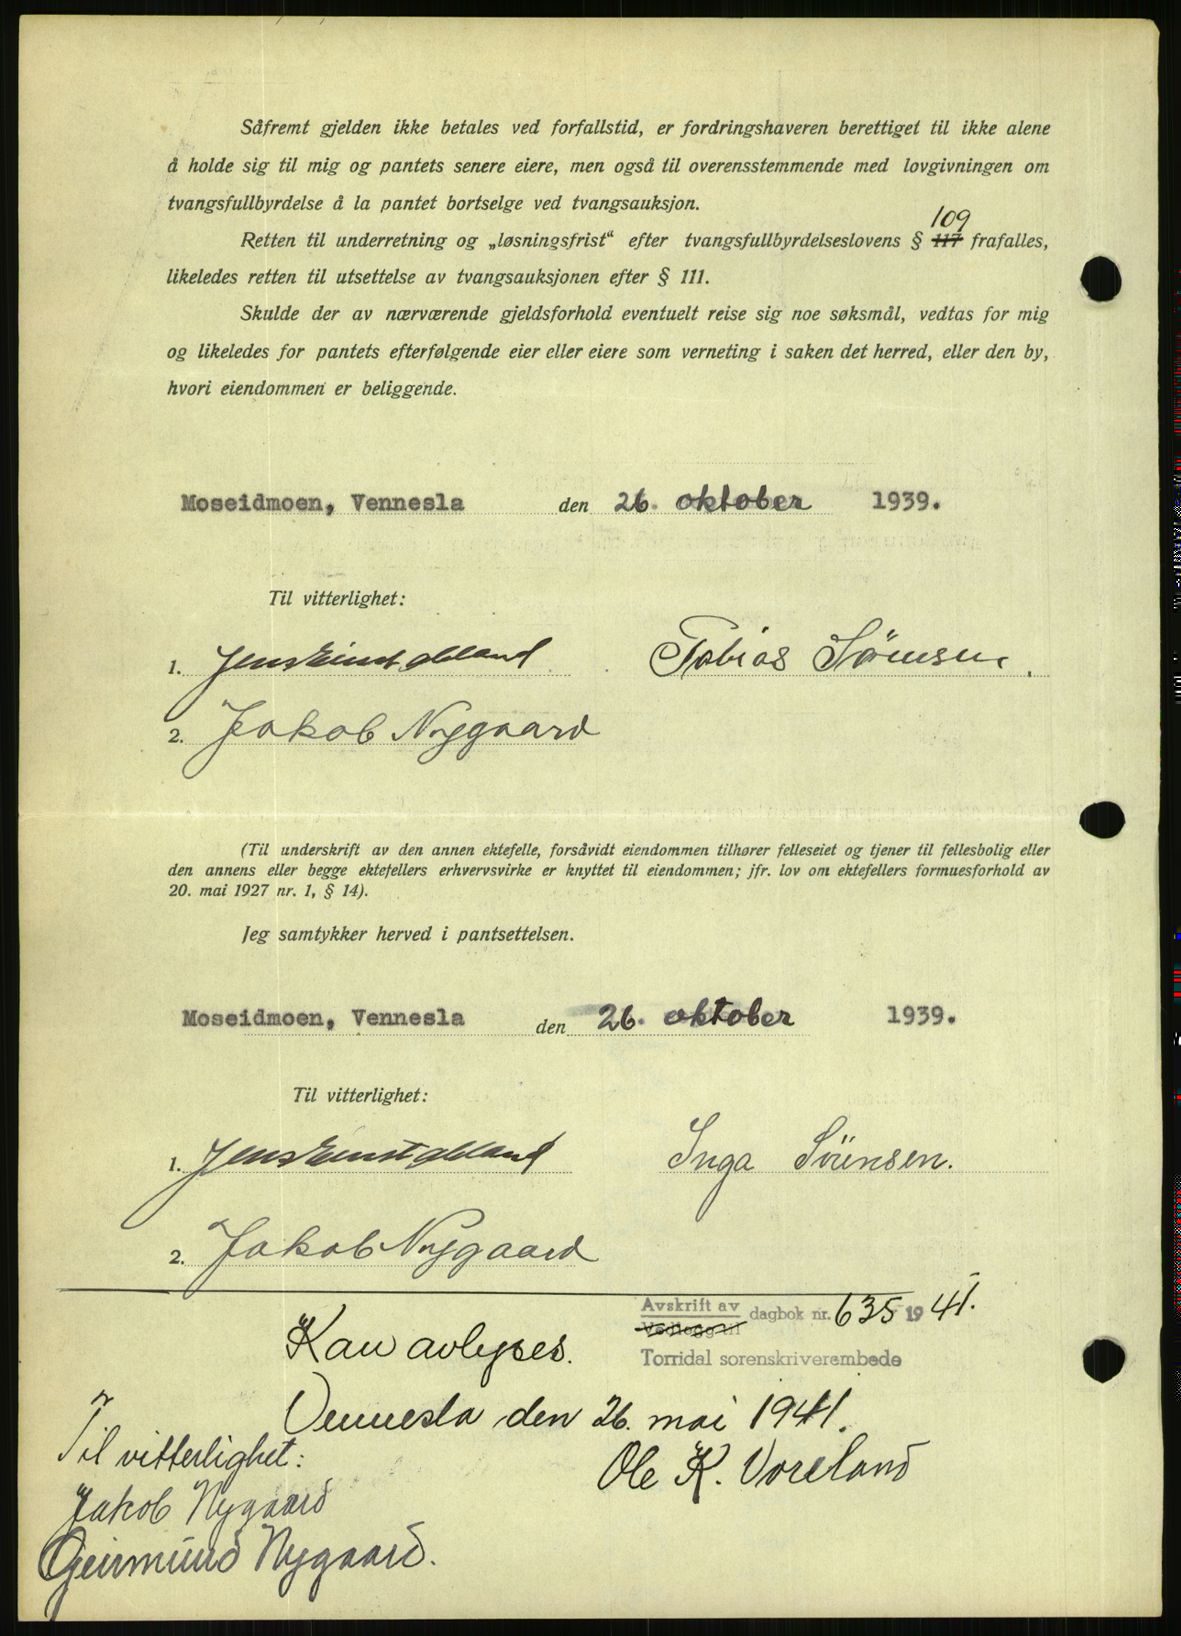 Såfremt gjelden ikke betales ved forfallstid, er fordringshaveren berettiget til ikke alene
å holde sig til mig og pantets senere eiere, men også til overensstemmende med lovgivningen om
tvangsfullbyrdelse å la pantet bortselge ved tvangsauksjon.
109
Retten til underretning og „løsningsfrist“ efter tvangsfullbyrdelseslovens § 117 frafalles,
likeledes retten til utsettelse av tvangsauksjonen efter § 111.
Skulde der av nærværende gjeldsforhold eventuelt reise sig noe søksmål, vedtas for mig
og likeledes for pantets efterfølgende eier eller eiere som verneting i saken det herred, eller den by,
hvori eiendommen er beliggende.
Moseidmoen, Vennesla den 26. oktober 1939.
Til vitterlighet:
1. Jens Tobias Sörensen.
2. Jakob Nygaard
(Til underskrift av den annen ektefelle, forsåvidt eiendommen tilhører felleseiet og tjener til fellesbolig eller
den annens eller begge ektefellers erhvervsvirke er knyttet til eiendommen; jfr. lov om ektefellers formuesforhold av
20. mai 1927 nr. 1, § 14).
Jeg samtykker herved i pantsettelsen.
Moseidmoen, Vennesla den 26. oktober 1939.
Til vitterlighet:
1. Jens Inga Sörensen.
2. Jakob Nygaard
Avskrift av dagbok nr. 635 1941.
Vedlegg til
Torridal sorenskriverembede
Kan avlyses.
Vennesla den 26. mai 1941.
Ole K. Voreland
Til vitterlighet:
Jakob Nygaard
Geirmund Nygaard.